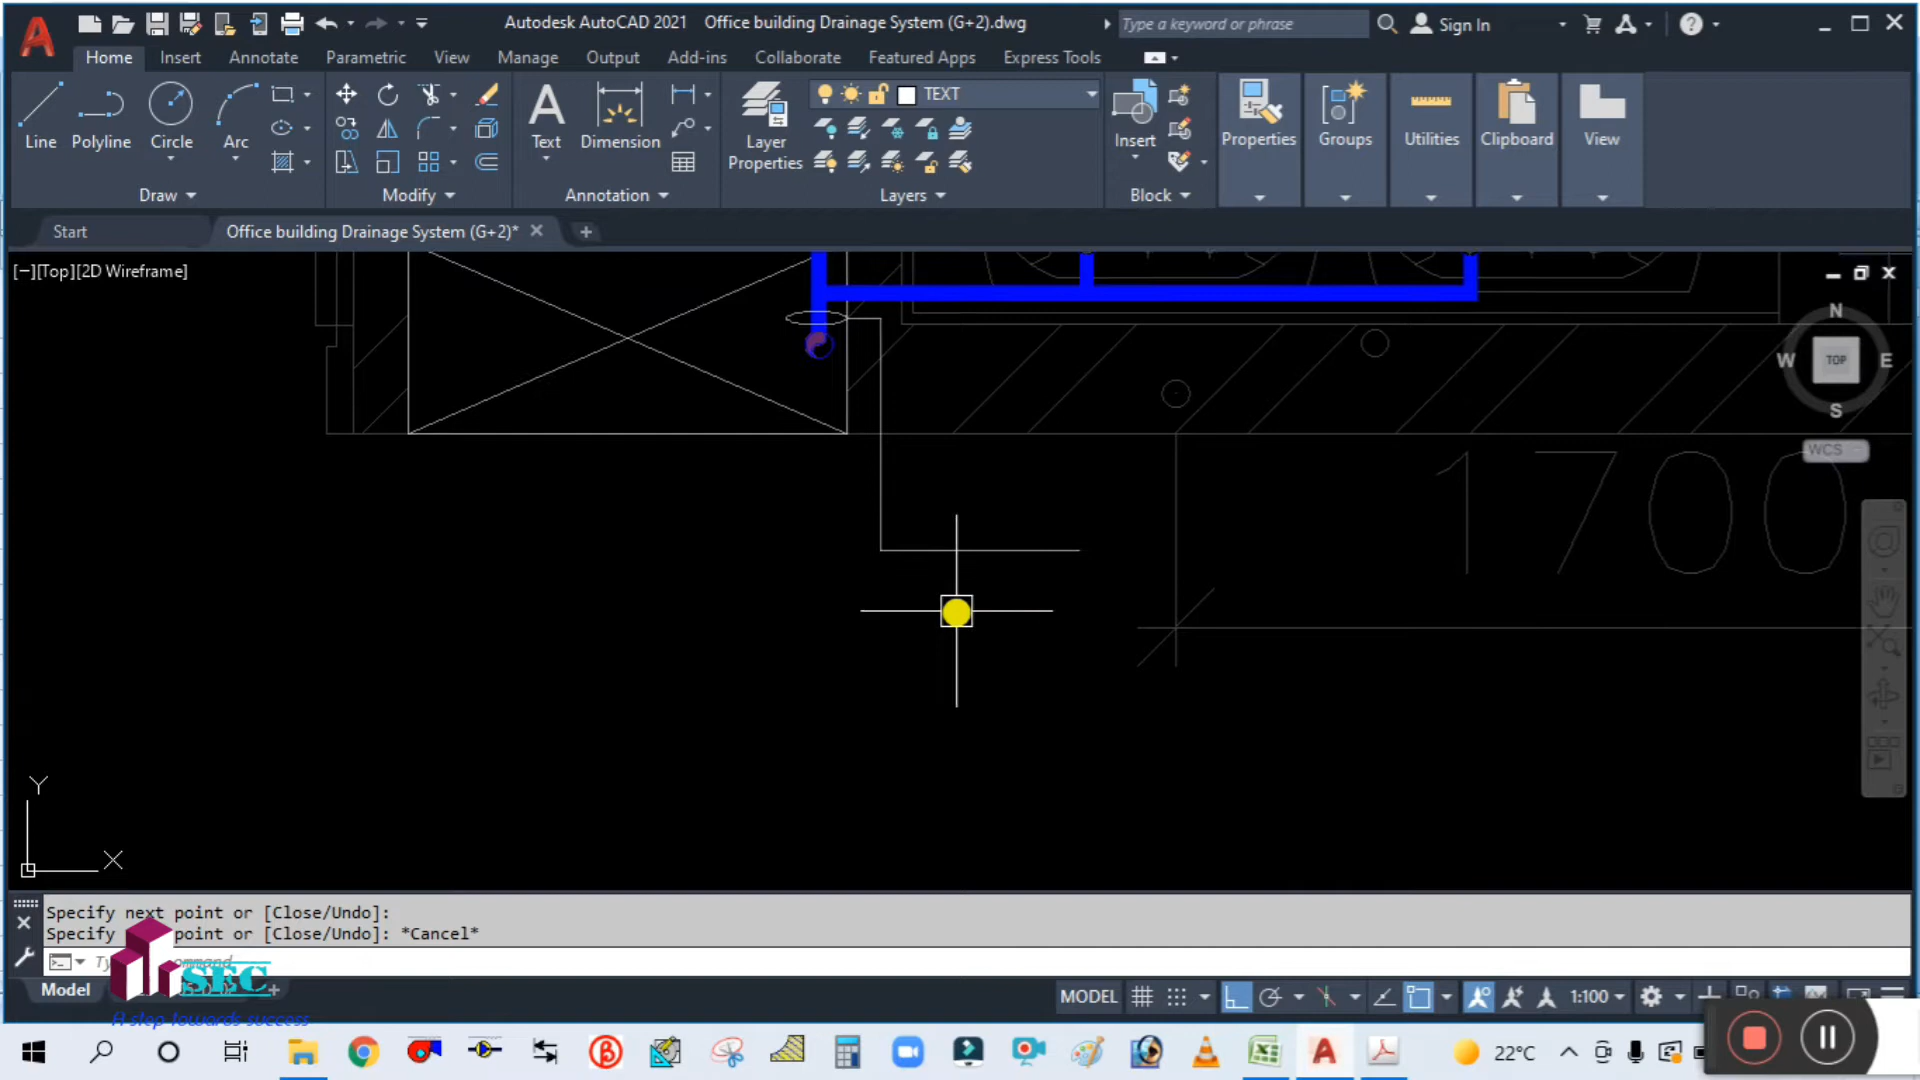 Autodesk AutoCAD 2021 Office building Drainage System (G+2).dwg
Type a keyword or phrase
Sign In
Home Insert Annotate Parametric View Manage Output Add-ins Collaborate Featured Apps Express Tools
TEXT
Line Polyline Circle Arc
Text Dimension
Layer Properties
Insert
Properties Groups Utilities Clipboard View
Draw Modify Annotation Layers Block
Start Office building Drainage System (G+2)*
[−][Top][2D Wireframe]
N
W TOP E
S
WCS
1700
Y
X
Specify next point or [Close/Undo]:
Specify point or [Close/Undo]: *Cancel*
SEC
Model
MODEL 1:100
A step towards success
22°C